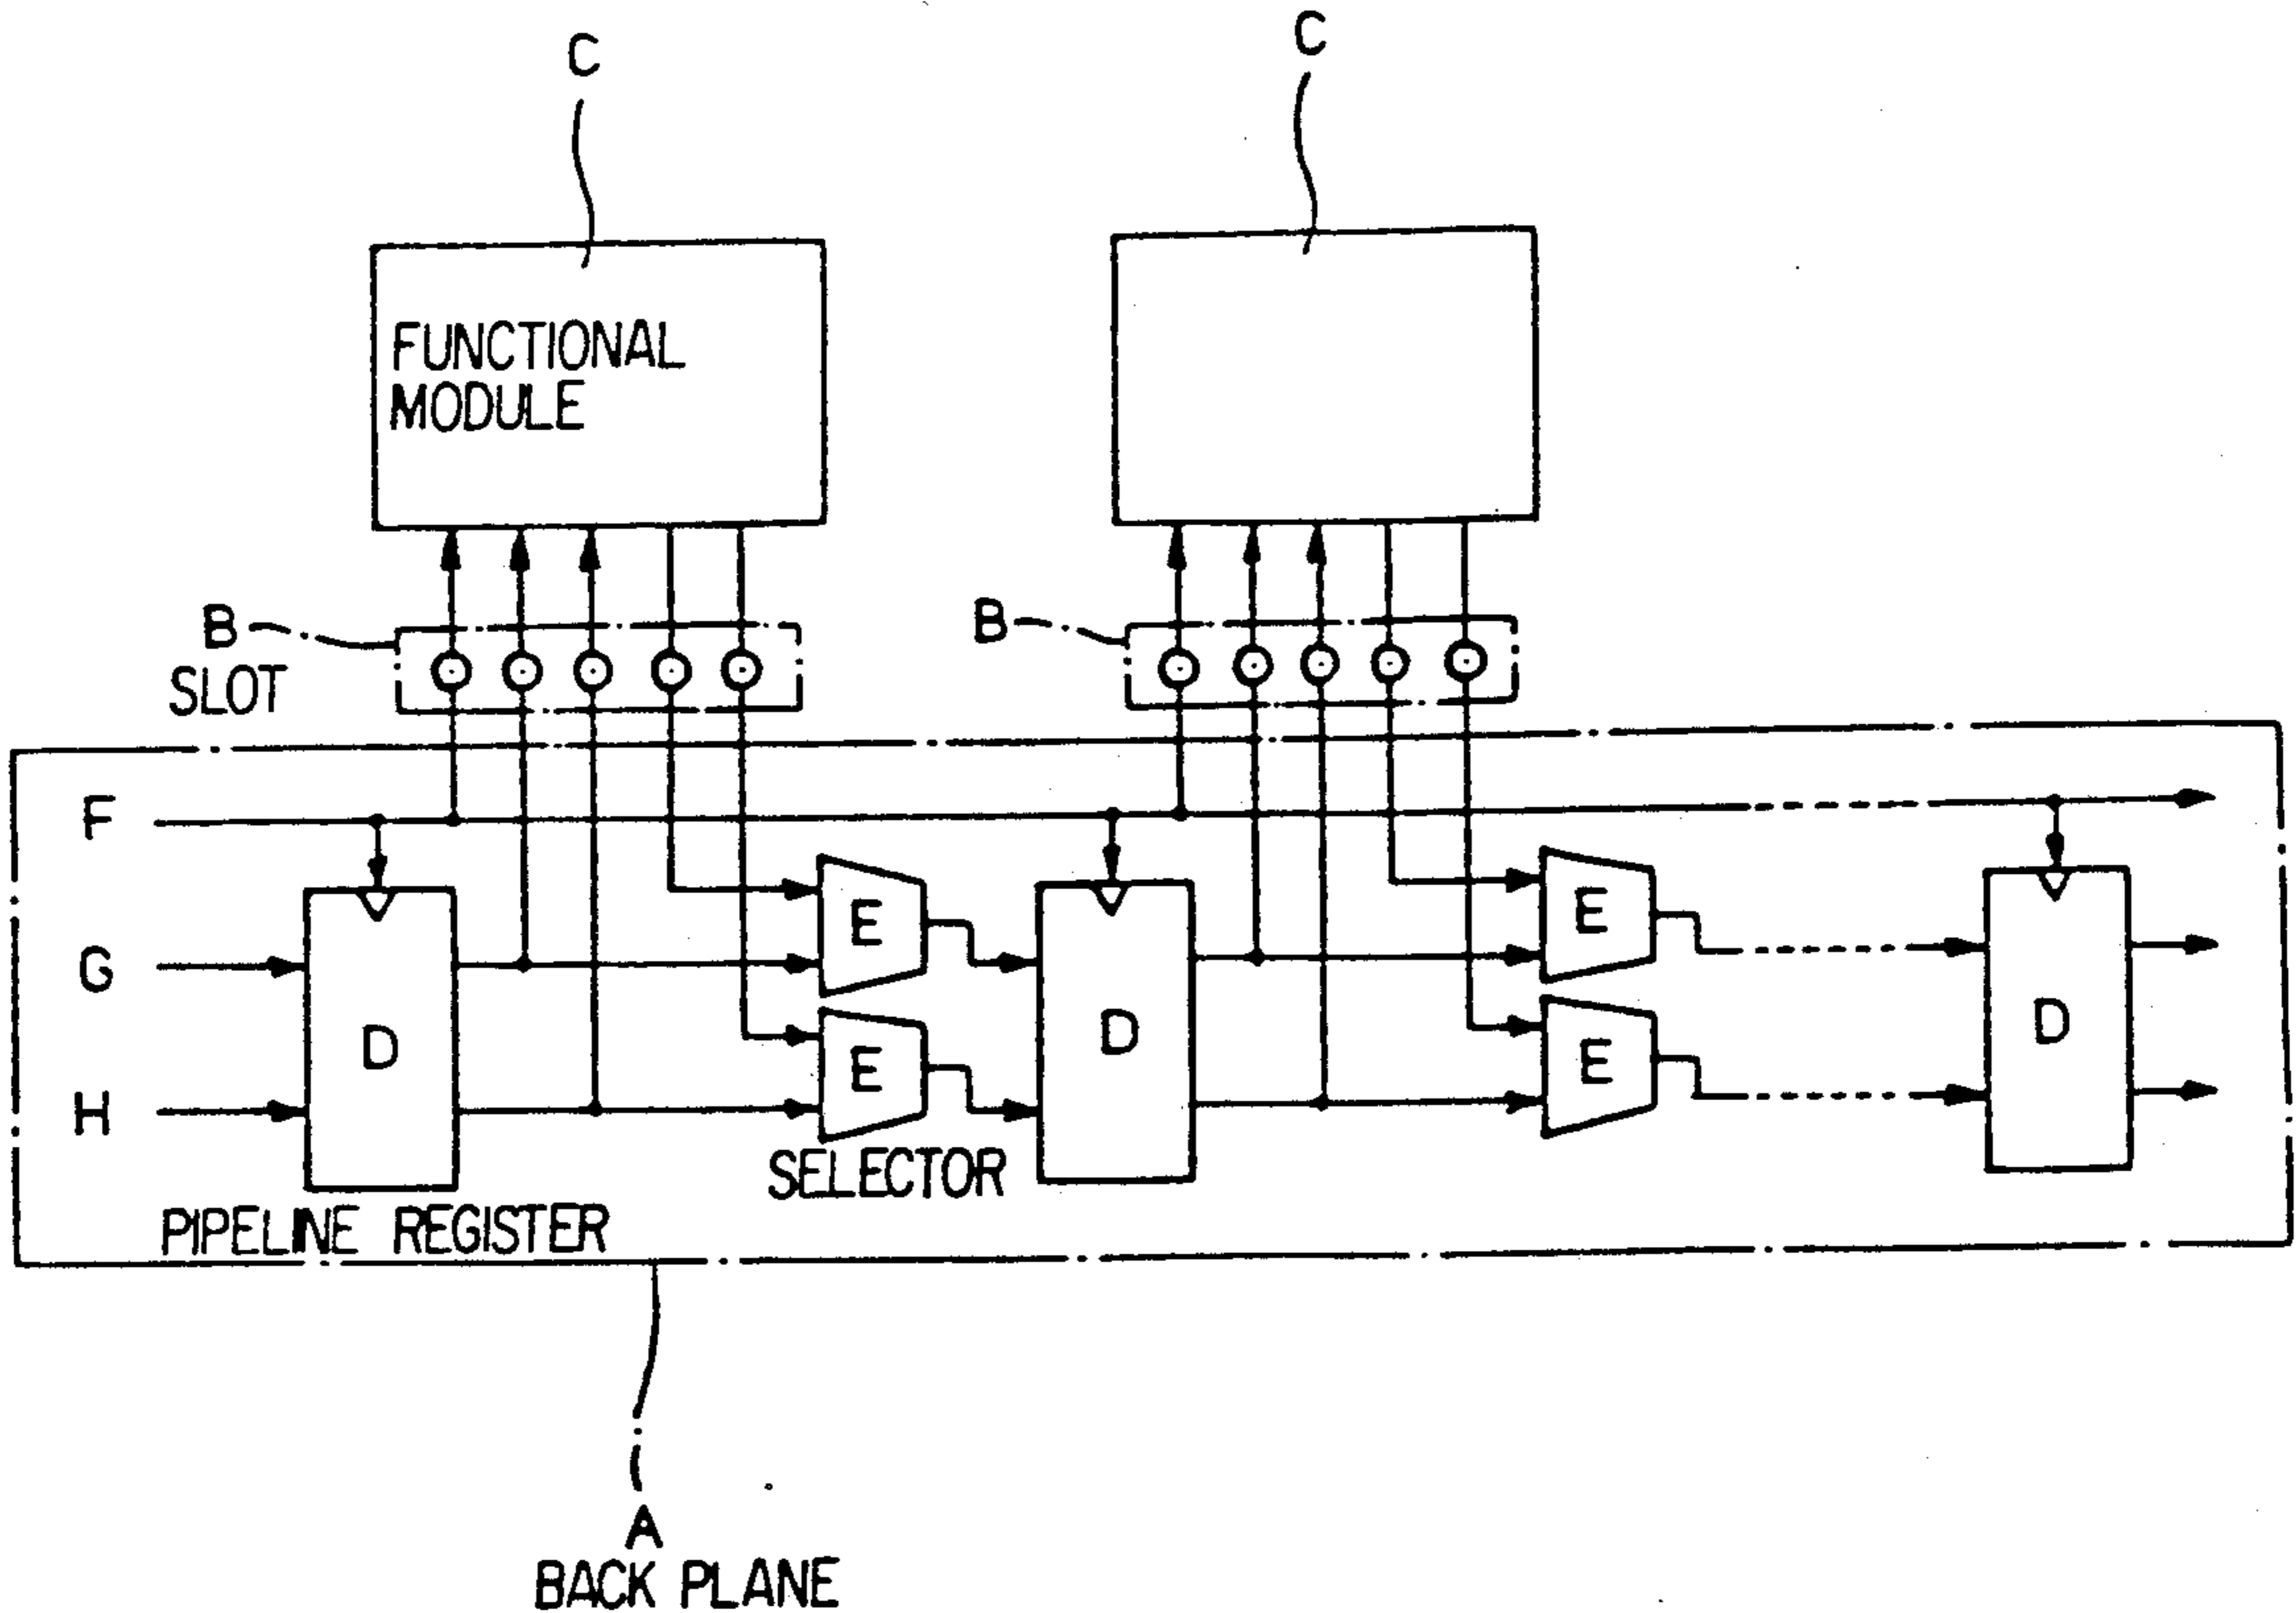 C
C
FUNCTIONAL
MODULE
B
SLOT
B
F
G
H
D
E
E
SELECTOR
D
E
E
D
PIPELINE REGISTER
A
BACK PLANE